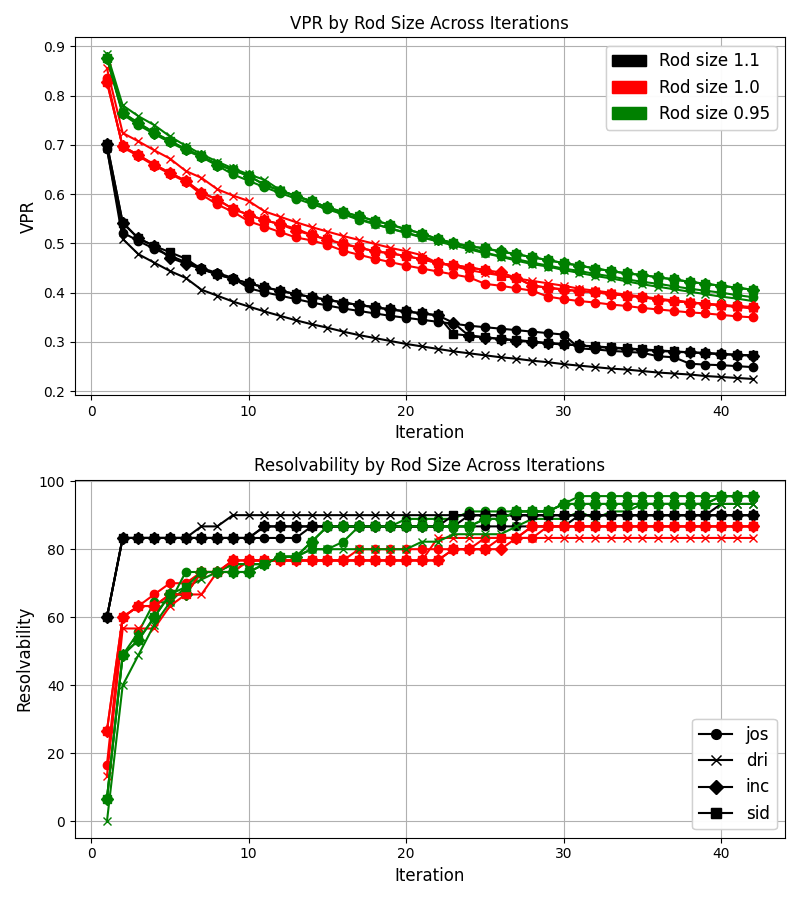 VPR by Rod Size Across Iterations
0.9
0.8
0.7
0.6
0.5
0.4
0.3
0.2
VPR
Rod size 1.1
Rod size 1.0
Rod size 0.95
0 10 20 30 40
Iteration
Resolvability by Rod Size Across Iterations
100
80
60
40
20
0
Resolvability
jos
dri
inc
sid
0 10 20 30 40
Iteration